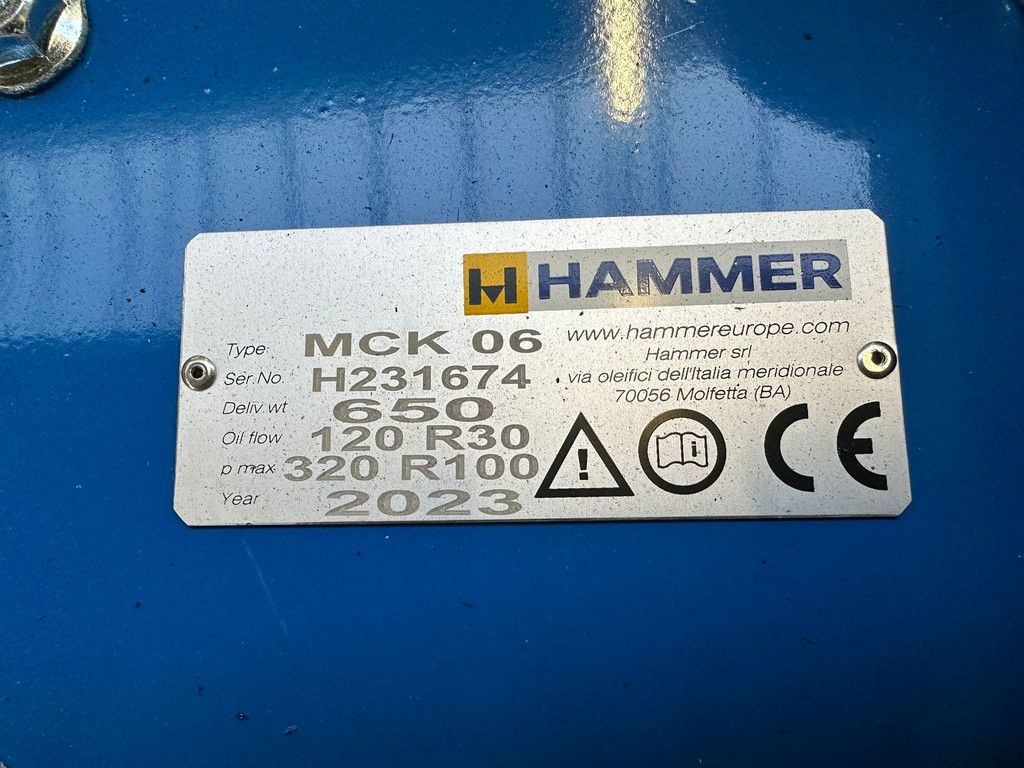 H HAMMER
www.hammereurope.com
Hammer srl
via oleifici dell'Italia meridionale
70056 Molfetta (BA)
Type MCK 06
Ser.No. H231674
Deliv.wt 650
Oil flow 120 R30
p max 320 R100
Year 2023
! i CE